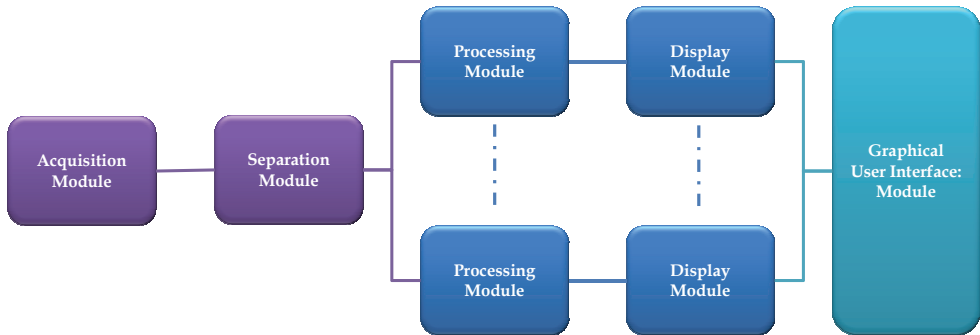 Acquisition
Module
Separation
Module
Processing
Module
Display
Module
Processing
Module
Display
Module
Graphical
User Interface:
Module